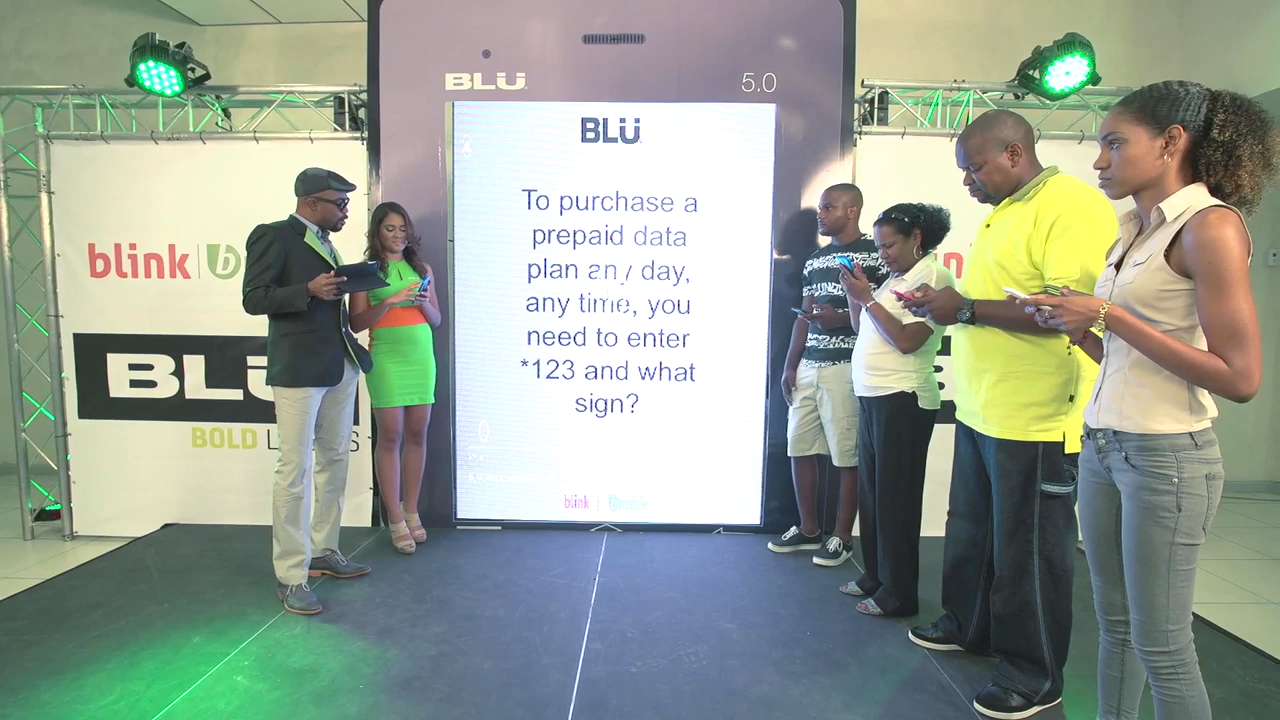 BLU
5.0
BLÜ
To purchase a
prepaid data
plan any day,
any time, you
need to enter
*123 and what
sign?
blink
blink | b
BLU
BOLD